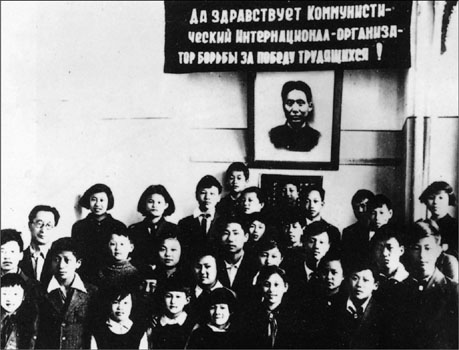 Да здравствует Коммунисти-
ческий Интернационал-организа-
тор борьбы за победу трудящихся!